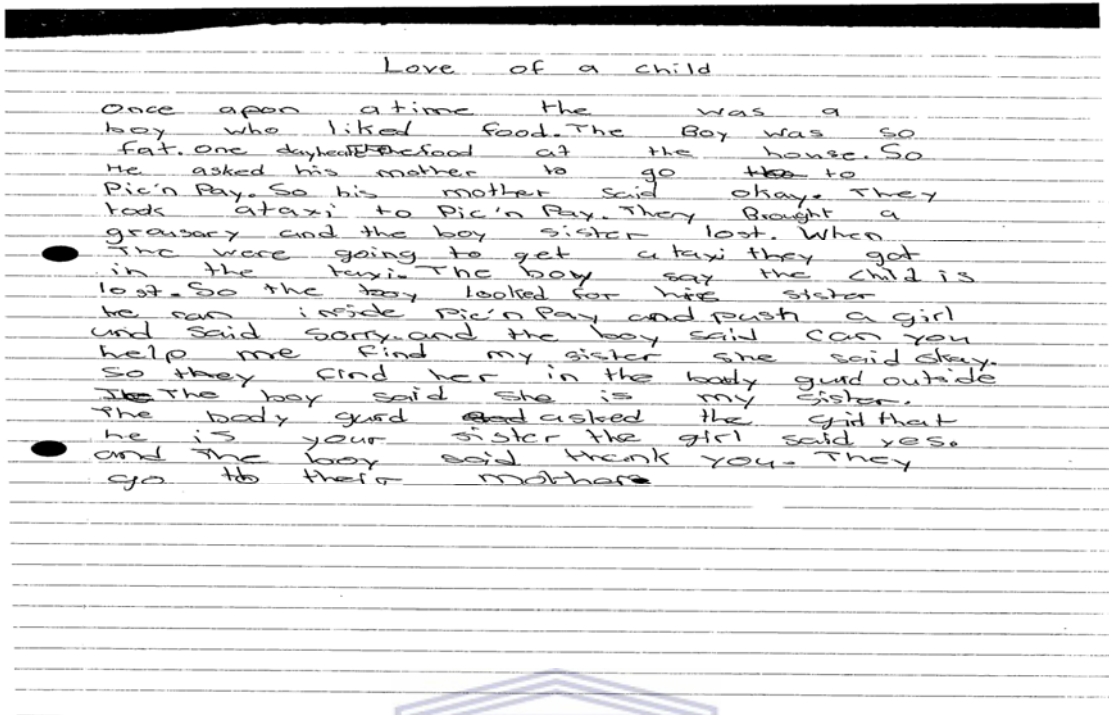 Love of a child
Once apon atime the was a
boy who liked food. The Boy was so
fat. One day he the food at the house. So
He asked his mother to go to
Pic'n Pay. So his mother said okay. They
took ataxi to Pic'n Pay. They Brought a
grousary and the boy sister lost. When
The were going to get a taxi they got
in the taxi. The boy say the child is
lost. So the boy looked for his sister
he ran inside Pic'n Pay and push a girl
and said sorry. and the boy said can you
help me find my sister she said okay.
So they find her in the body gurd outside
The boy said she is my sister.
The body gurd asked the girl that
he is your sister the girl said yes.
and The boy said thank you. They
go to their mother